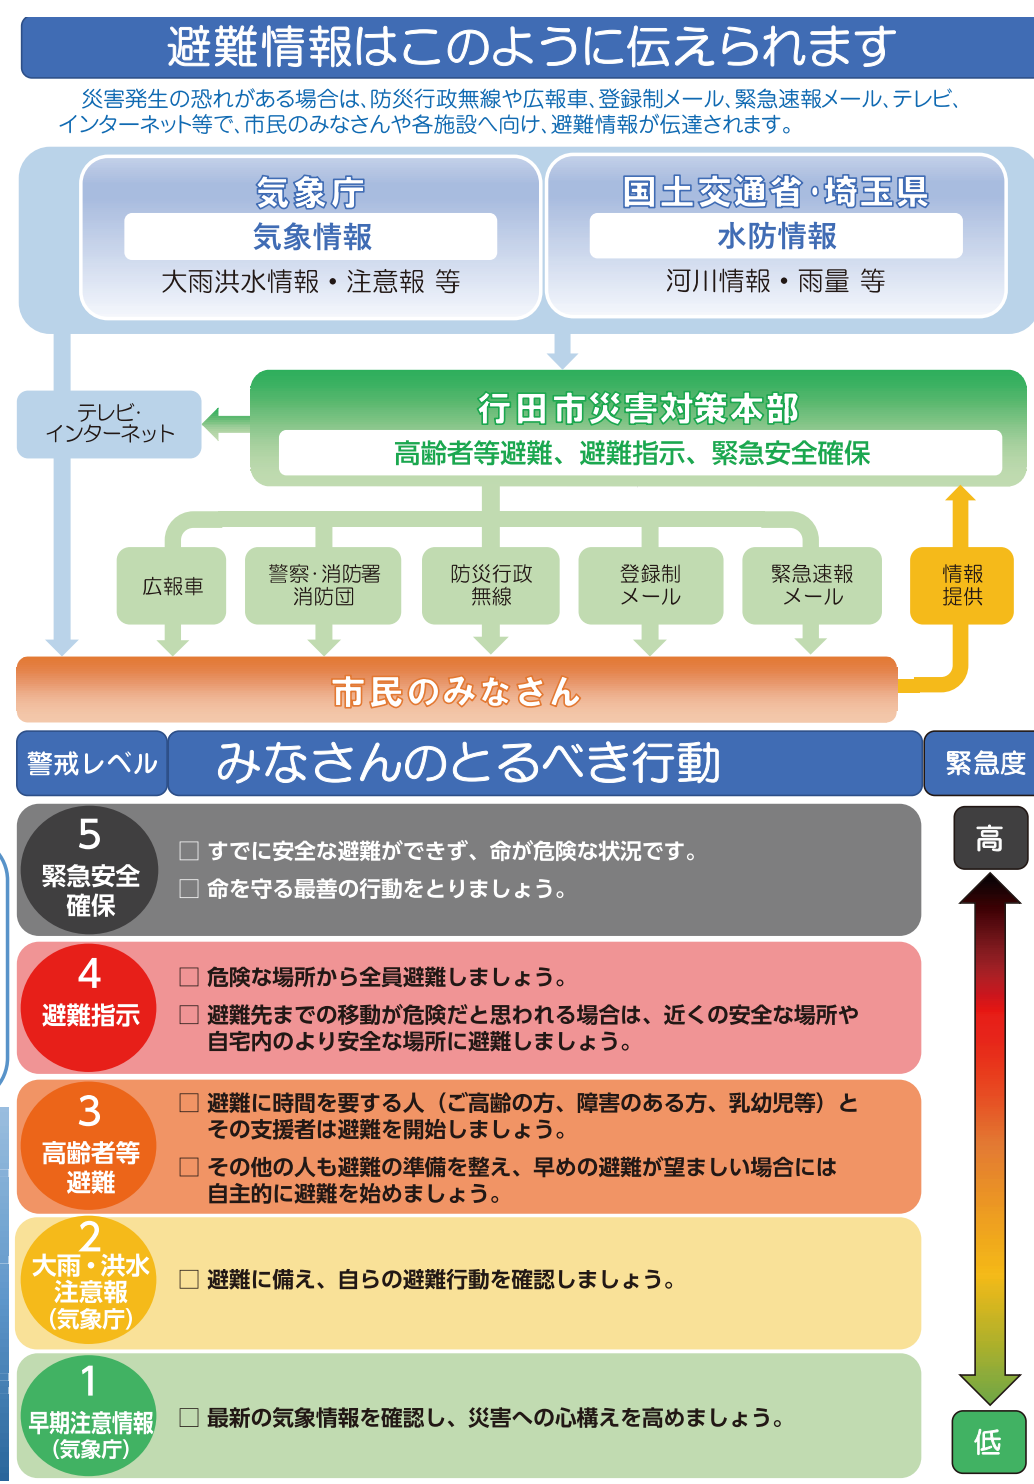 避難情報はこのように伝えられます
災害発生の恐れがある場合は、防災行政無線や広報車、登録制メール、緊急速報メール、テレビ、
インターネット等で、市民のみなさんや各施設へ向け、避難情報が伝達されます。
気象庁
気象情報
大雨洪水情報・注意報 等
国土交通省・埼玉県
水防情報
河川情報・雨量 等
テレビ・
インターネット
行田市災害対策本部
高齢者等避難、避難指示、緊急安全確保
広報車
警察・消防署
消防団
防災行政
無線
登録制
メール
緊急速報
メール
情報
提供
市民のみなさん
警戒レベル
みなさんのとるべき行動
緊急度
5
緊急安全
確保
□ すでに安全な避難ができず、命が危険な状況です。
□ 命を守る最善の行動をとりましょう。
高
4
避難指示
□ 危険な場所から全員避難しましょう。
□ 避難先までの移動が危険だと思われる場合は、近くの安全な場所や
自宅内のより安全な場所に避難しましょう。
3
高齢者等
避難
□ 避難に時間を要する人（ご高齢の方、障害のある方、乳幼児等）と
その支援者は避難を開始しましょう。
□ その他の人も避難の準備を整え、早めの避難が望ましい場合には
自主的に避難を始めましょう。
2
大雨・洪水
注意報
(気象庁)
□ 避難に備え、自らの避難行動を確認しましょう。
1
早期注意情報
(気象庁)
□ 最新の気象情報を確認し、災害への心構えを高めましょう。
低